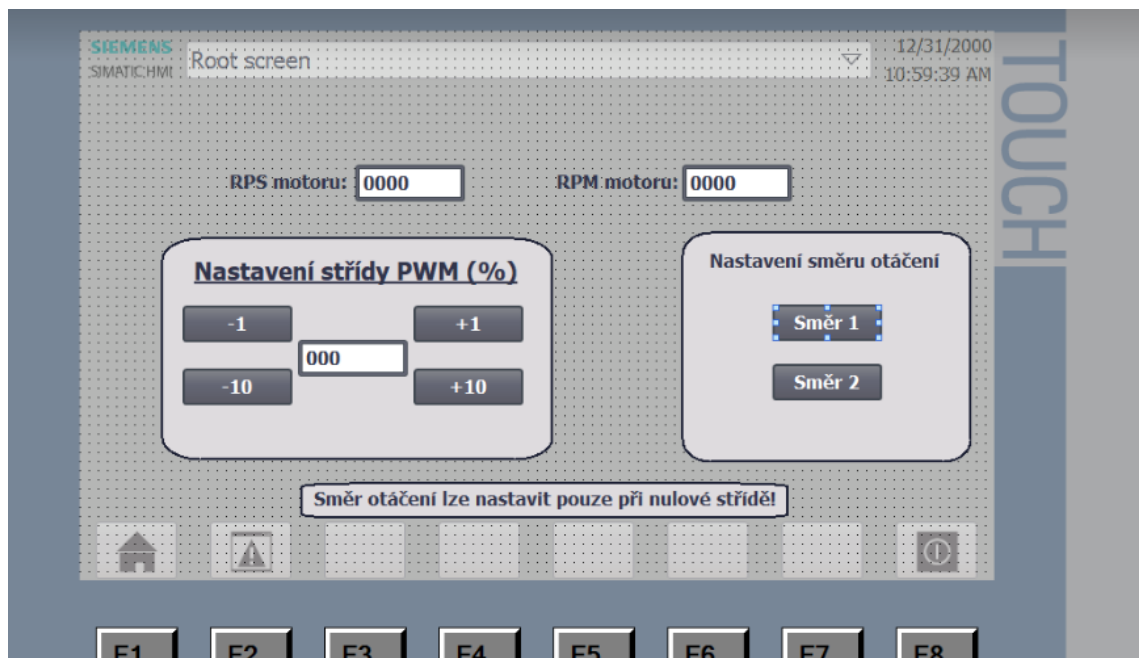 SIEMENS
SIMATIC HMI
Root screen
12/31/2000
10:59:39 AM
TOUCH
RPS motoru: 0000
RPM motoru: 0000
Nastavení střídy PWM (%)
-1
+1
000
-10
+10
Nastavení směru otáčení
Směr 1
Směr 2
Směr otáčení lze nastavit pouze při nulové střídě!
F1 F2 F3 F4 F5 F6 F7 F8